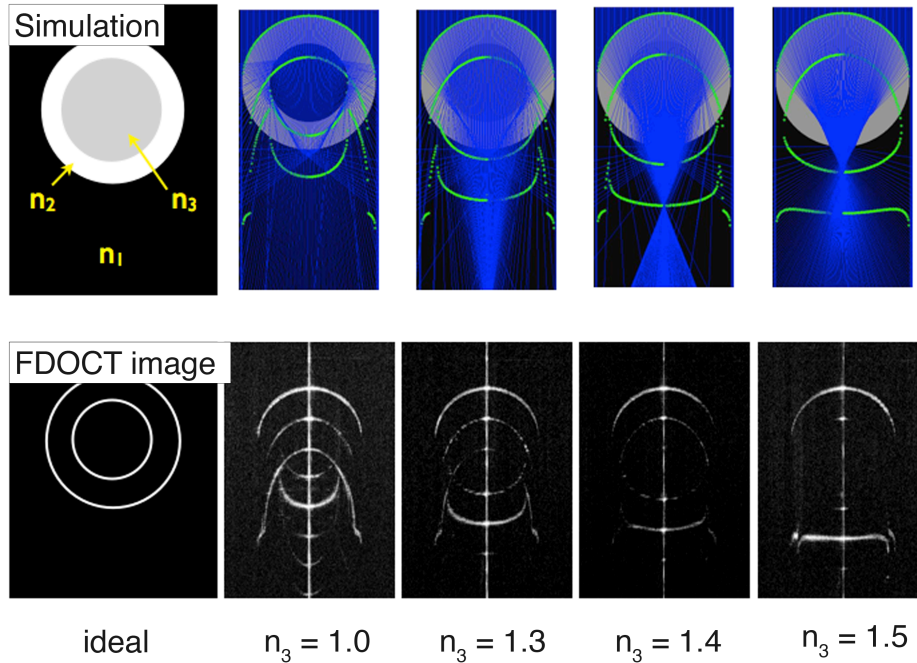 Simulation
n₂
n₃
n₁
FDOCT image
ideal
n₃ = 1.0
n₃ = 1.3
n₃ = 1.4
n₃ = 1.5